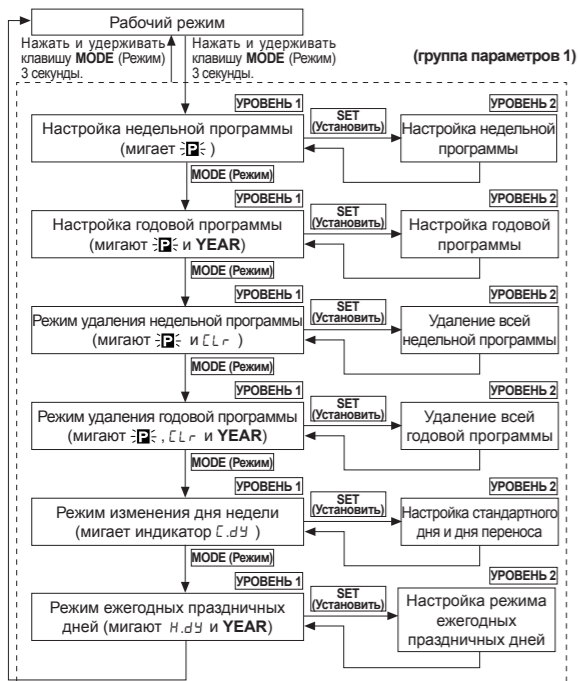 Рабочий режим
Нажать и удерживать
клавишу MODE (Режим)
3 секунды.
Нажать и удерживать
клавишу MODE (Режим)
3 секунды.
(группа параметров 1)
УРОВЕНЬ 1
Настройка недельной программы
(мигает P )
SET
(Установить)
УРОВЕНЬ 2
Настройка недельной
программы
MODE (Режим)
УРОВЕНЬ 1
Настройка годовой программы
(мигают P и YEAR)
SET
(Установить)
УРОВЕНЬ 2
Настройка годовой
программы
MODE (Режим)
УРОВЕНЬ 1
Режим удаления недельной программы
(мигают P и CLr )
SET
(Установить)
УРОВЕНЬ 2
Удаление всей
недельной программы
MODE (Режим)
УРОВЕНЬ 1
Режим удаления годовой программы
(мигают P , CLr и YEAR)
SET
(Установить)
УРОВЕНЬ 2
Удаление всей
годовой программы
MODE (Режим)
УРОВЕНЬ 1
Режим изменения дня недели
(мигает индикатор C.dY )
SET
(Установить)
УРОВЕНЬ 2
Настройка стандартного
дня и дня переноса
MODE (Режим)
УРОВЕНЬ 1
Режим ежегодных праздничных
дней (мигают H.dY и YEAR)
SET
(Установить)
УРОВЕНЬ 2
Настройка режима
ежегодных
праздничных дней